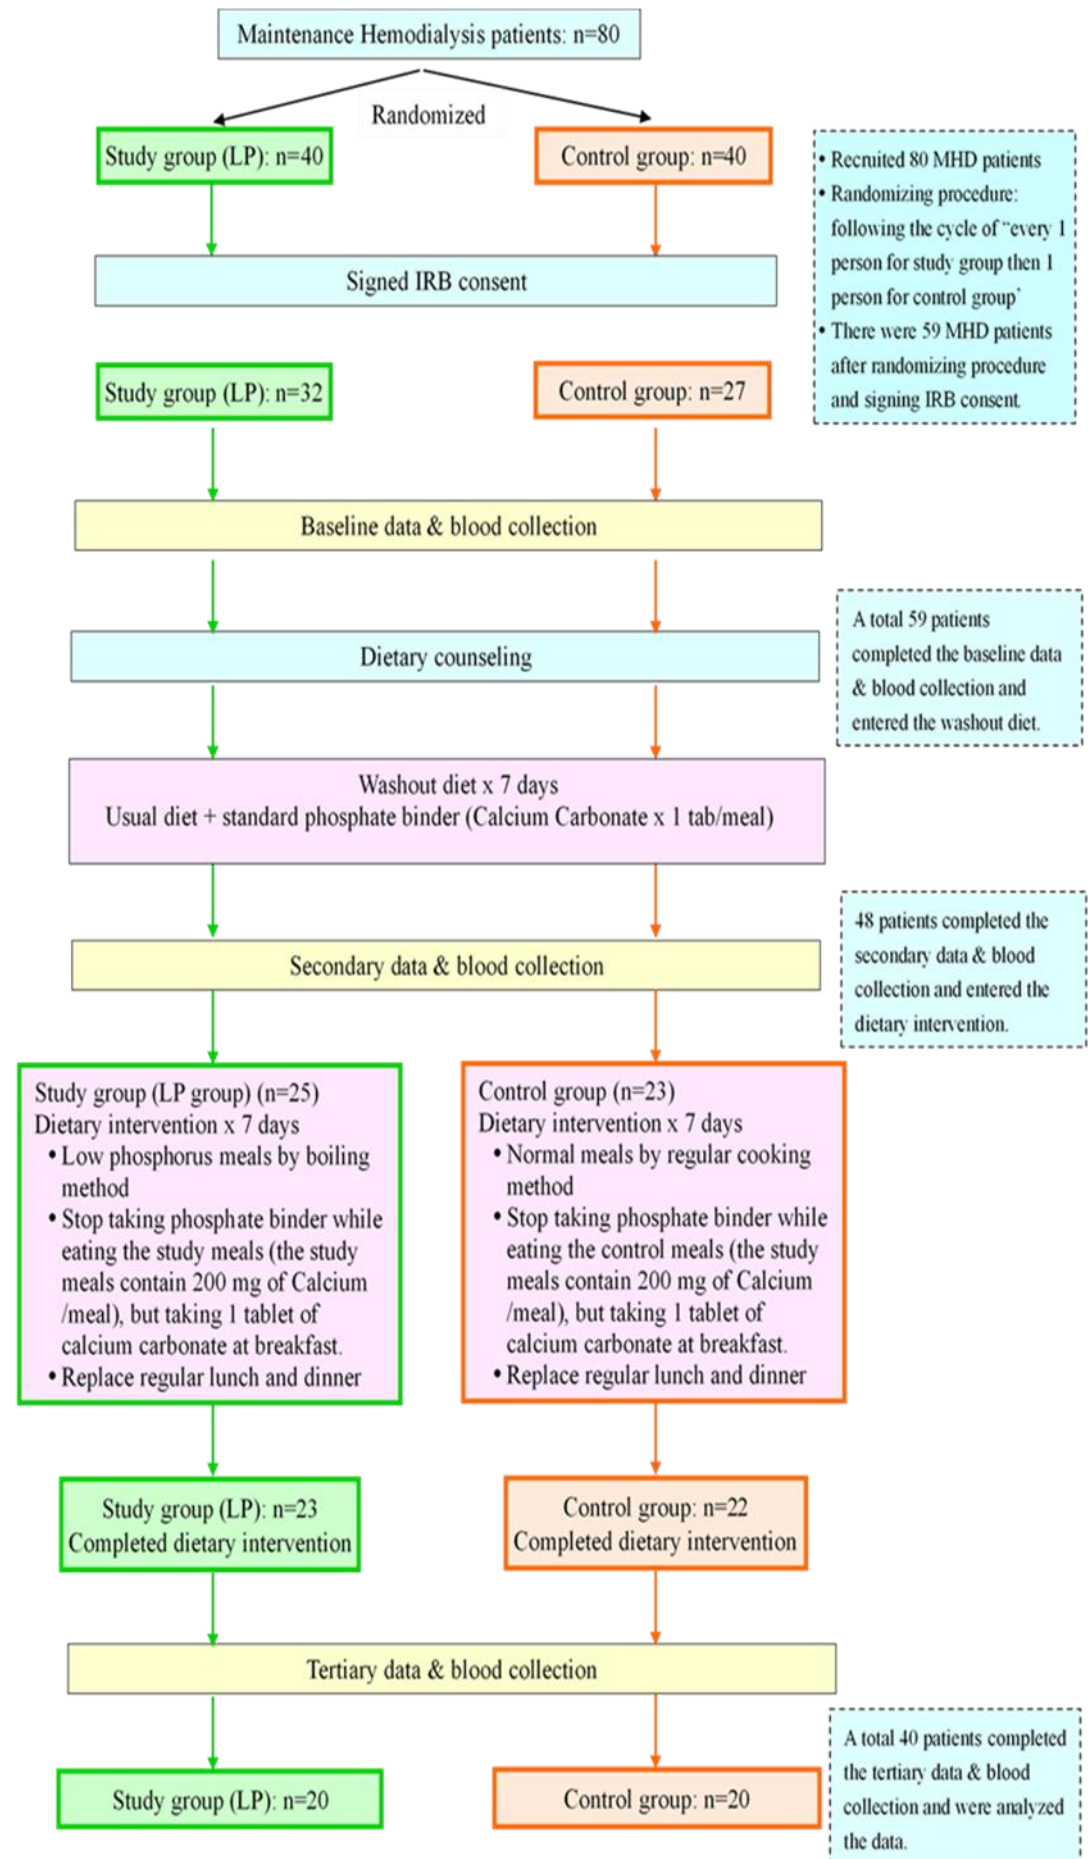 Maintenance Hemodialysis patients: n=80
Randomized
Study group (LP): n=40
Control group: n=40
• Recruited 80 MHD patients
• Randomizing procedure:
following the cycle of “every 1
person for study group then 1
person for control group’
• There were 59 MHD patients
after randomizing procedure
and signing IRB consent.
Signed IRB consent
Study group (LP): n=32
Control group: n=27
Baseline data & blood collection
A total 59 patients
completed the baseline data
& blood collection and
entered the washout diet.
Dietary counseling
Washout diet x 7 days
Usual diet + standard phosphate binder (Calcium Carbonate x 1 tab/meal)
48 patients completed the
secondary data & blood
collection and entered the
dietary intervention.
Secondary data & blood collection
Study group (LP group) (n=25)
Dietary intervention x 7 days
• Low phosphorus meals by boiling
method
• Stop taking phosphate binder while
eating the study meals (the study
meals contain 200 mg of Calcium
/meal), but taking 1 tablet of
calcium carbonate at breakfast.
• Replace regular lunch and dinner
Control group (n=23)
Dietary intervention x 7 days
• Normal meals by regular cooking
method
• Stop taking phosphate binder while
eating the control meals (the study
meals contain 200 mg of Calcium
/meal), but taking 1 tablet of
calcium carbonate at breakfast.
• Replace regular lunch and dinner
Study group (LP): n=23
Completed dietary intervention
Control group: n=22
Completed dietary intervention
Tertiary data & blood collection
A total 40 patients completed
the tertiary data & blood
collection and were analyzed
the data.
Study group (LP): n=20
Control group: n=20